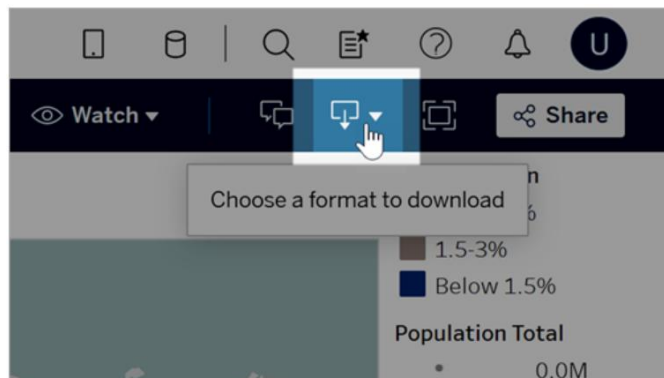 U
Watch
Share
Choose a format to download
n
%
1.5-3%
Below 1.5%
Population Total
0.0M